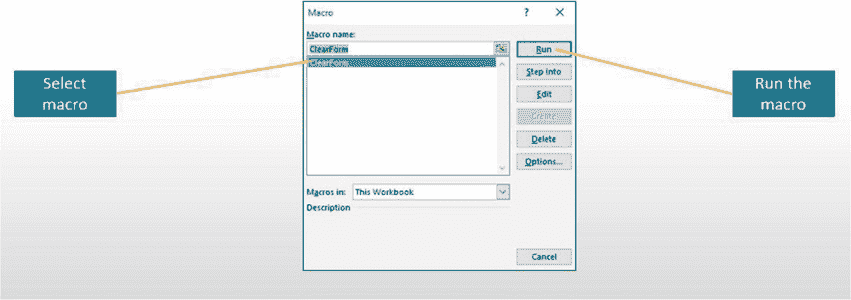 Macro
?
Macro name:
ClearForm
ClearForm
Run
Step Into
Edit
Create
Delete
Options...
Macros in: This Workbook
Description
Cancel
Select
macro
Run the
macro